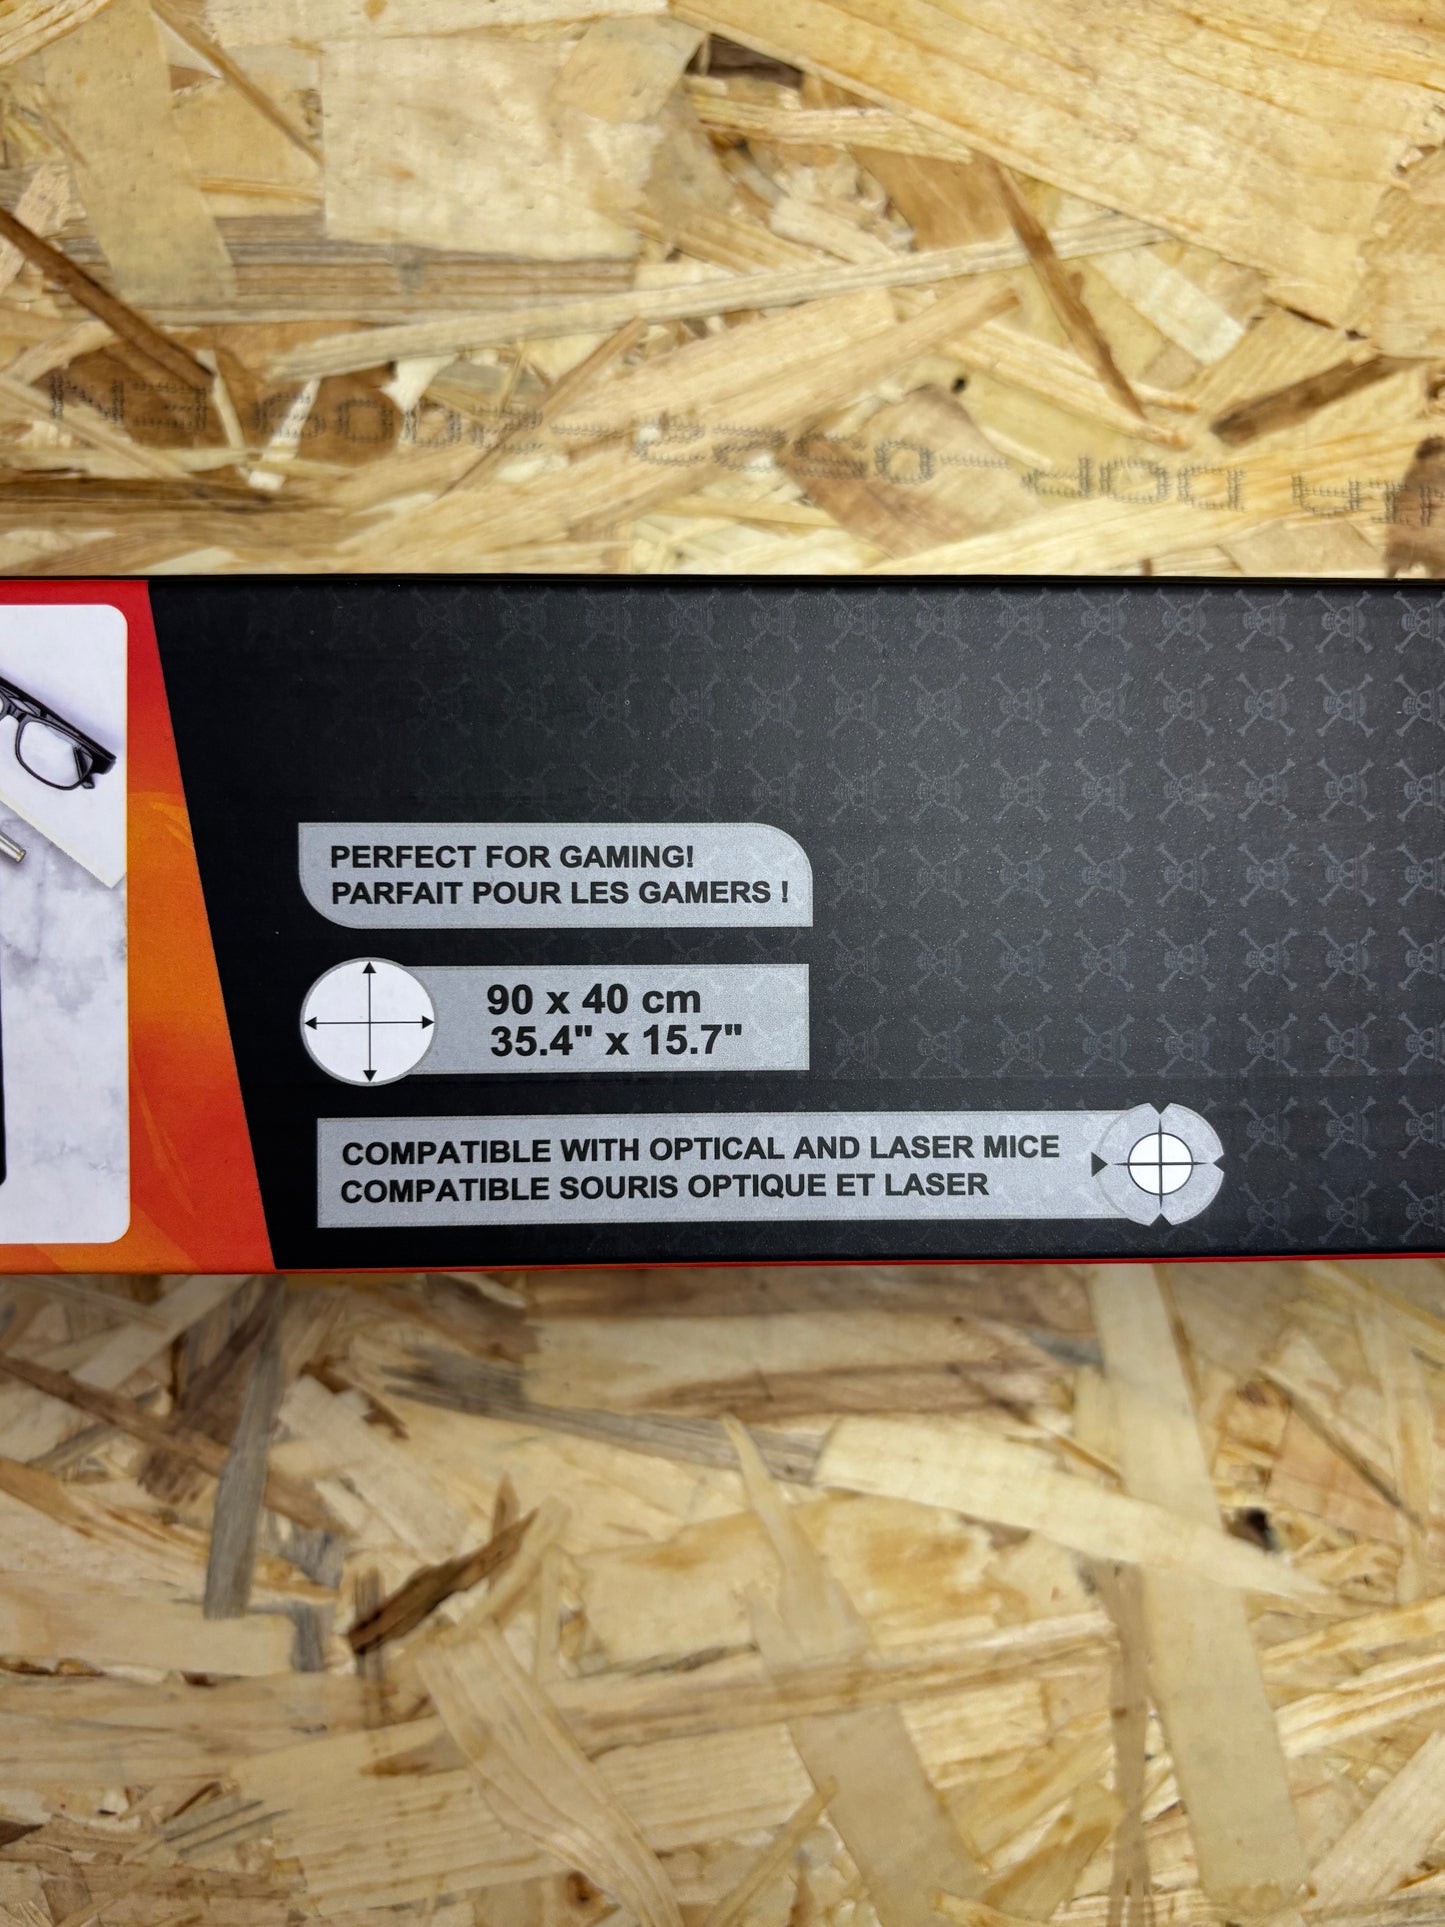 PERFECT FOR GAMING!
PARFAIT POUR LES GAMERS !
90 x 40 cm
35.4" x 15.7"
COMPATIBLE WITH OPTICAL AND LASER MICE
COMPATIBLE SOURIS OPTIQUE ET LASER